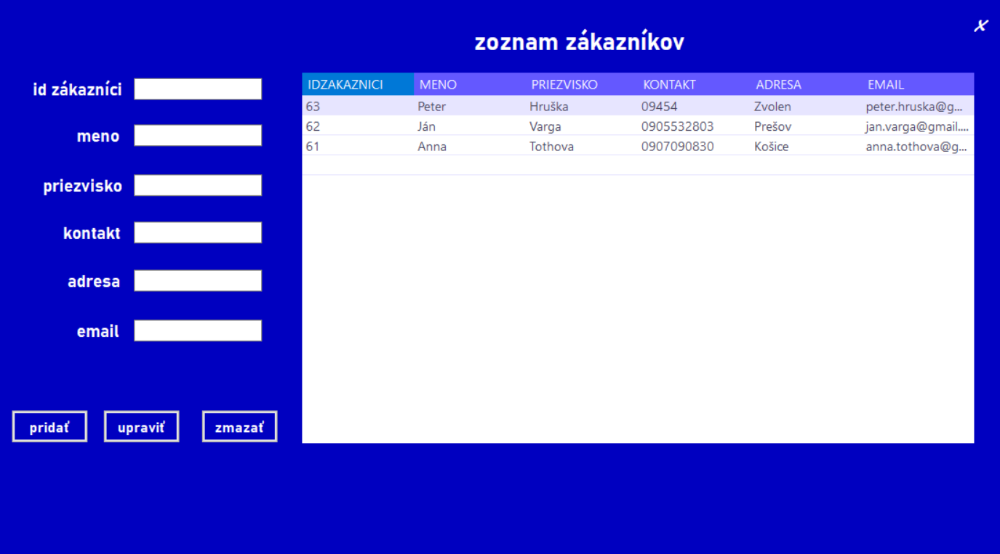 zoznam zákazníkov
✗
id zákazníci
meno
priezvisko
kontakt
adresa
email
pridať upraviť zmazať
IDZAKAZNICI MENO PRIEZVISKO KONTAKT ADRESA EMAIL
63 Peter Hruška 09454 Zvolen peter.hruska@g...
62 Ján Varga 0905532803 Prešov jan.varga@gmail....
61 Anna Tothova 0907090830 Košice anna.tothova@g...